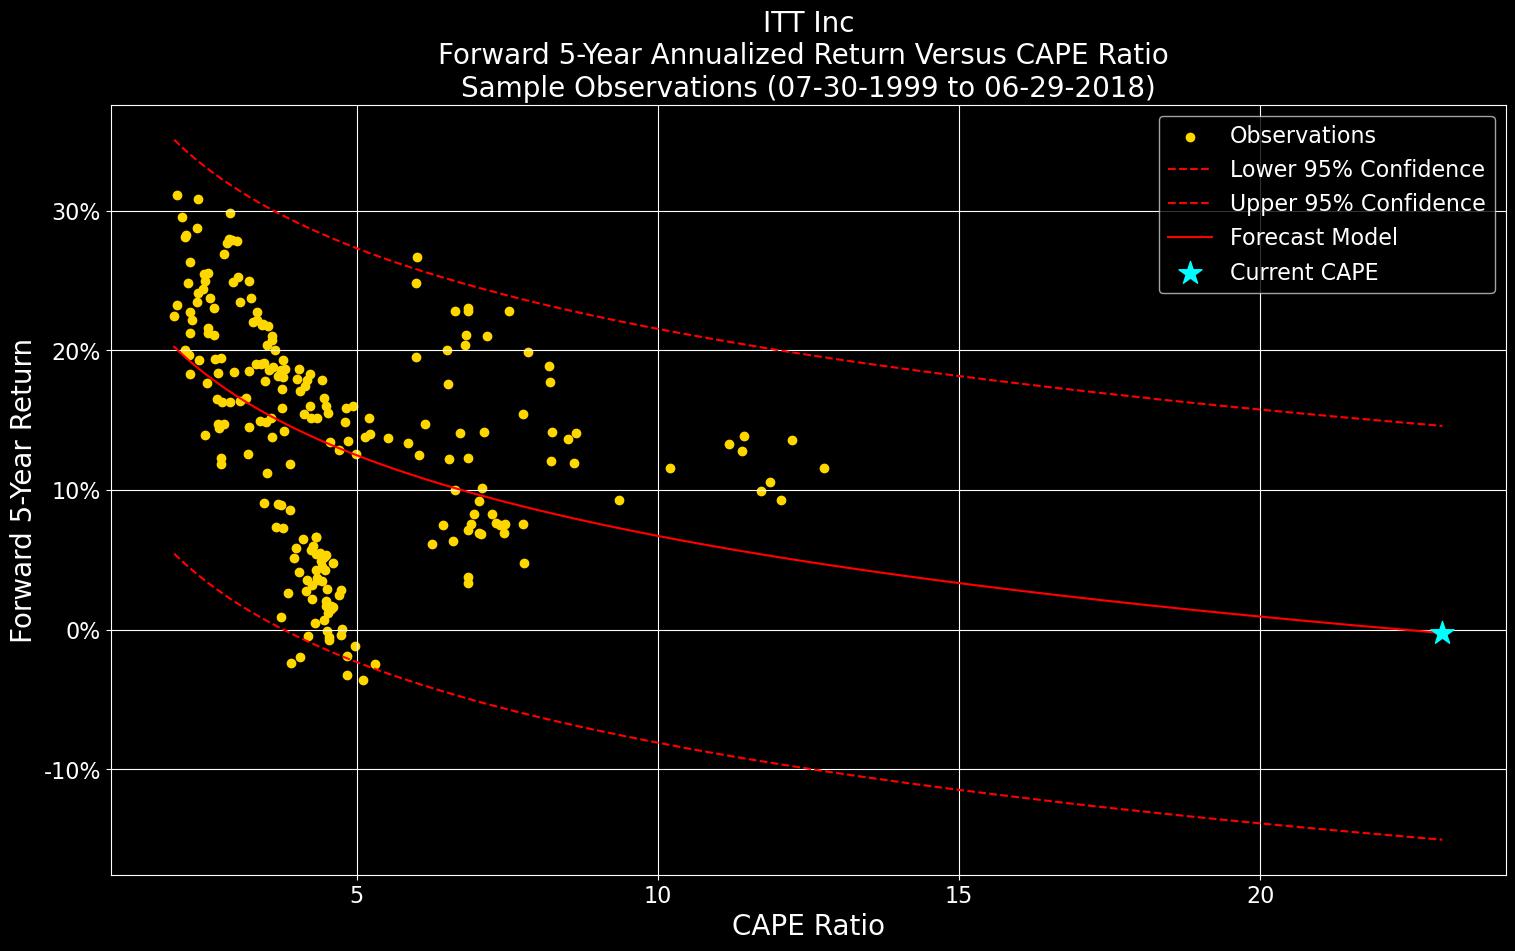 ITT Inc
Forward 5-Year Annualized Return Versus CAPE Ratio
Sample Observations (07-30-1999 to 06-29-2018)
Observations
Lower 95% Confidence
Upper 95% Confidence
Forecast Model
Current CAPE
Forward 5-Year Return
30%
20%
10%
0%
-10%
5
10
15
20
CAPE Ratio